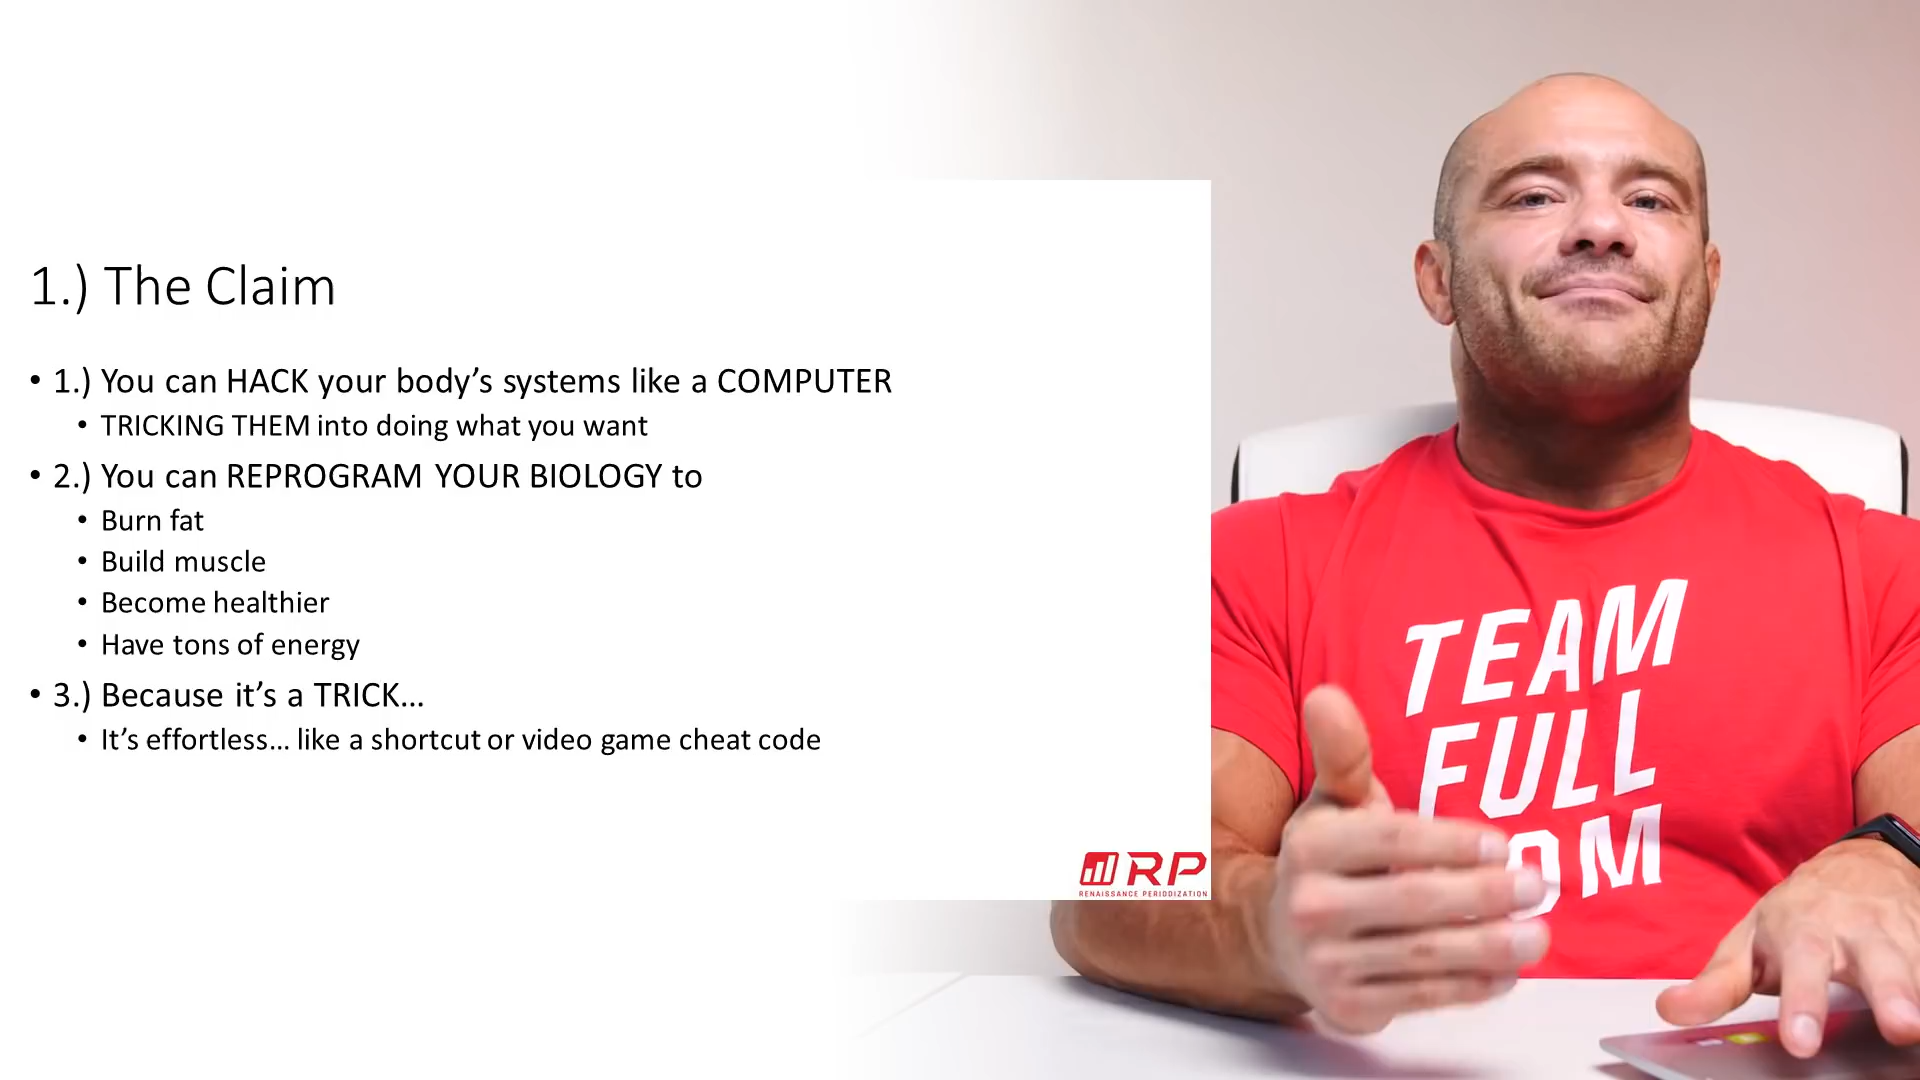 1.) The Claim
• 1.) You can HACK your body’s systems like a COMPUTER
• TRICKING THEM into doing what you want
• 2.) You can REPROGRAM YOUR BIOLOGY to
• Burn fat
• Build muscle
• Become healthier
• Have tons of energy
• 3.) Because it’s a TRICK…
• It’s effortless… like a shortcut or video game cheat code
RP
RENAISSANCE PERIODIZATION
TEAM
FULL
OM